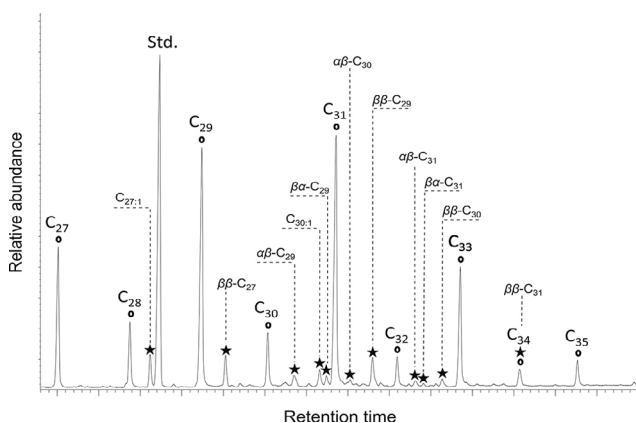 Std.
αβ-C₃₀
ββ-C₂₉
C₃₁
C₂₉
αβ-C₃₁
βα-C₂₉
βα-C₃₁
C₂₇:₁
C₂₇
C₃₀:₁
ββ-C₃₀
C₃₃
αβ-C₂₉
ββ-C₂₇
ββ-C₃₁
C₂₈
C₃₀
C₃₂
C₃₄
C₃₅
Relative abundance
Retention time